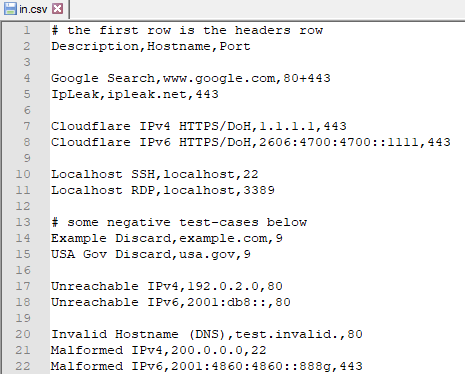 in.csv
1 # the first row is the headers row
2 Description,Hostname,Port
3
4 Google Search,www.google.com,80+443
5 IpLeak,ipleak.net,443
6
7 Cloudflare IPv4 HTTPS/DoH,1.1.1.1,443
8 Cloudflare IPv6 HTTPS/DoH,2606:4700:4700::1111,443
9
10 Localhost SSH,localhost,22
11 Localhost RDP,localhost,3389
12
13 # some negative test-cases below
14 Example Discard,example.com,9
15 USA Gov Discard,usa.gov,9
16
17 Unreachable IPv4,192.0.2.0,80
18 Unreachable IPv6,2001:db8::,80
19
20 Invalid Hostname (DNS),test.invalid.,80
21 Malformed IPv4,200.0.0.0,22
22 Malformed IPv6,2001:4860:4860::888g,443